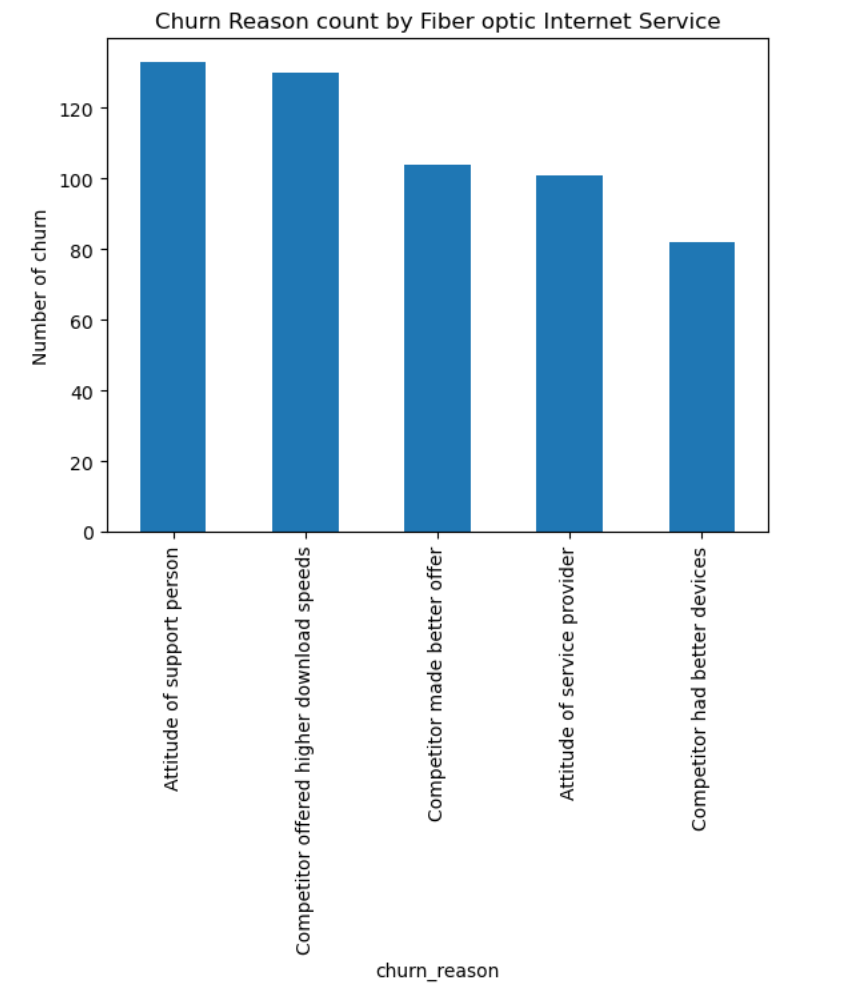 Churn Reason count by Fiber optic Internet Service
Number of churn
120
100
80
60
40
20
0
Attitude of support person
Competitor offered higher download speeds
Competitor made better offer
Attitude of service provider
Competitor had better devices
churn_reason